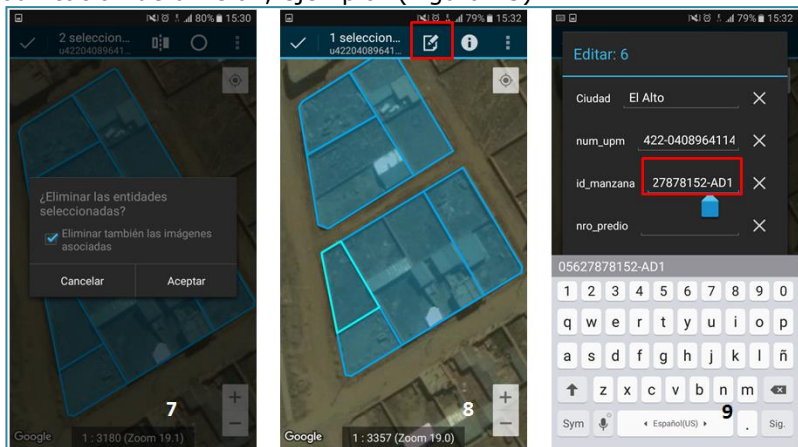 80% 15:30
2 seleccion...
u42204089641...
¿Eliminar las entidades
seleccionadas?
Eliminar también las imágenes
asociadas
Cancelar Aceptar
7
+
−
Google 1 : 3180 (Zoom 19.1)
79% 15:32
1 seleccion...
u42204089641...
8
+
−
Google 1 : 3357 (Zoom 19.0)
79% 15:32
Editar: 6
Ciudad El Alto
num_upm 422-0408964114
id_manzana 27878152-AD1
nro_predio
05627878152-AD1
1 2 3 4 5 6 7 8 9 0
q w e r t y u i o p
a s d f g h j k l ñ
z x c v b n m
Sym Español(US) 9 . Sig.